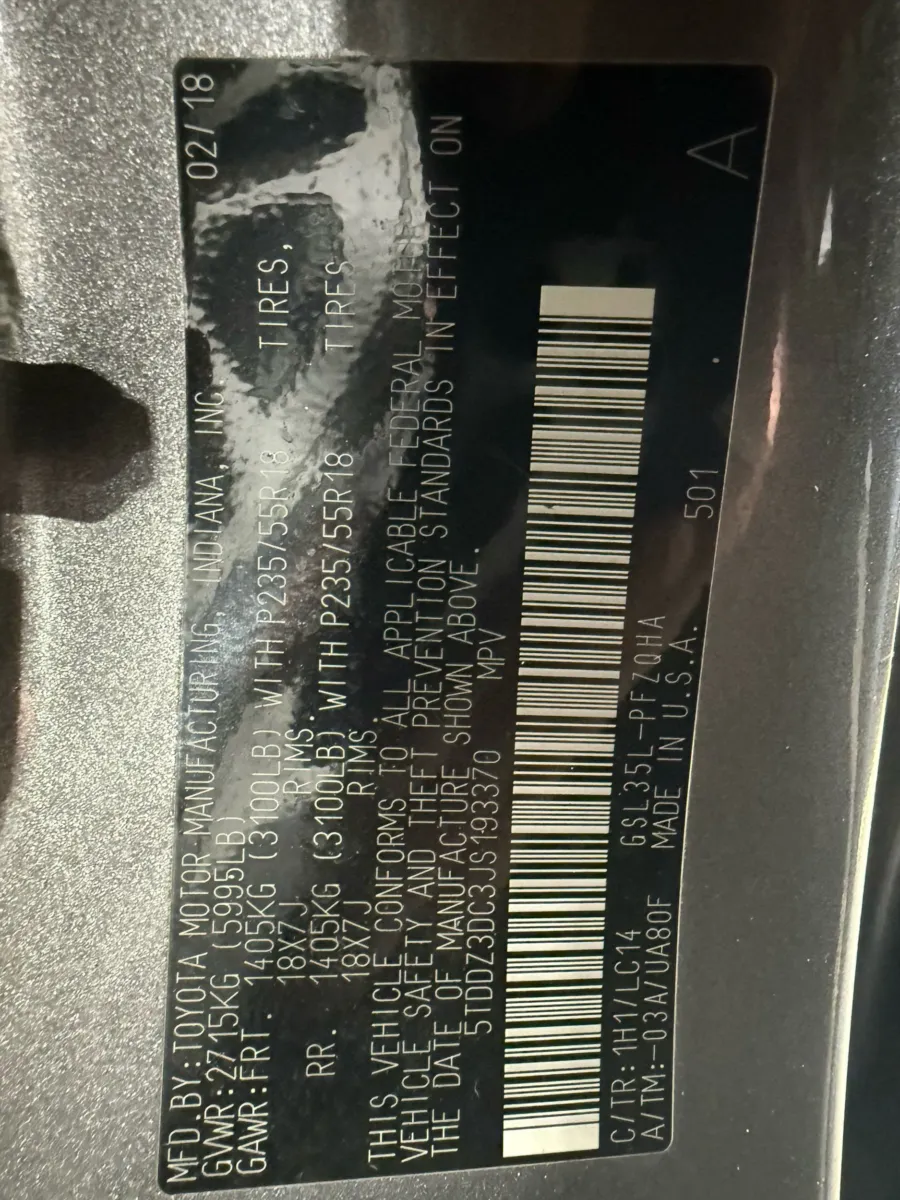 MFD.BY:TOYOTA MOTOR MANUFACTURING, INDIANA, INC. 02/18
GVWR:2715KG (5995LB)
GAWR:FRT. 1405KG (3100LB) WITH P235/55R18 TIRES,
18X7J RIMS.
RR. 1405KG (3100LB) WITH P235/55R18 TIRES
18X7J RIMS.
THIS VEHICLE CONFORMS TO ALL APPLICABLE FEDERAL MOTOR
VEHICLE SAFETY AND THEFT PREVENTION STANDARDS IN EFFECT ON
THE DATE OF MANUFACTURE SHOWN ABOVE.
5TDDZ3DC3JS193370 MPV
C/TR:1H1/LC14 GSL35L-PFZQHA
A/TM:-03A/UA80F MADE IN U.S.A. 501 A